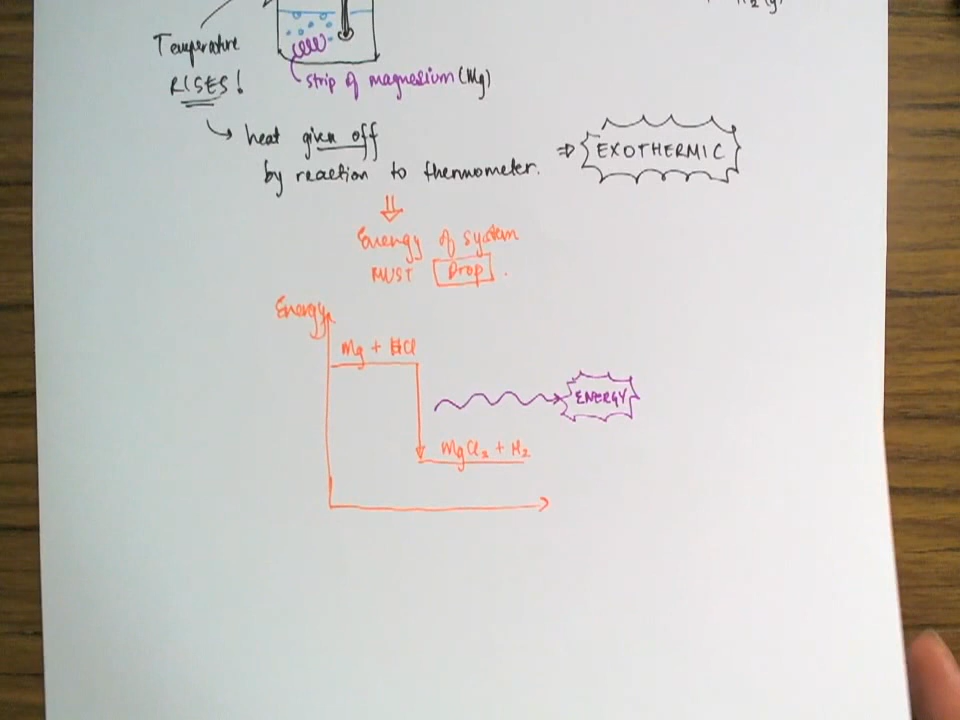 H₂(g)
Temperature
RISES!
strip of magnesium (Mg)
heat given off
by reaction to thermometer.
⇒ EXOTHERMIC
Energy of system
MUST Drop.
Energy
Mg + HCl
ENERGY
MgCl₂ + H₂